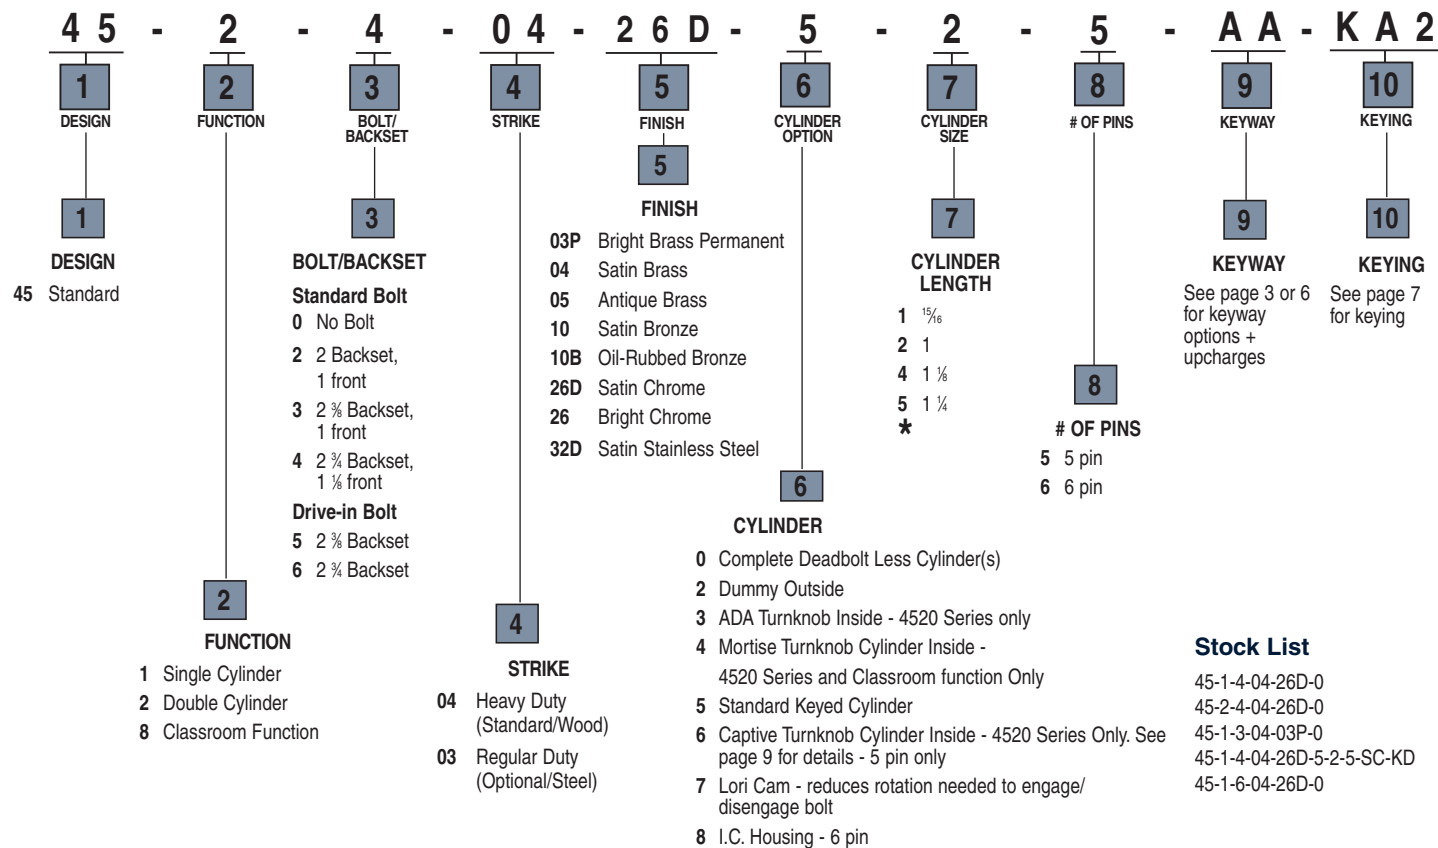 45 - 2 - 4 - 04 - 26D - 5 - 2 - 5 - AA - KA2
1 2 3 4 5 6 7 8 9 10
DESIGN
FUNCTION
BOLT/
BACKSET
STRIKE
FINISH
CYLINDER
OPTION
CYLINDER
SIZE
# OF PINS
KEYWAY
KEYING
1
DESIGN
45 Standard
2
FUNCTION
1 Single Cylinder
2 Double Cylinder
8 Classroom Function
3
BOLT/BACKSET
Standard Bolt
0 No Bolt
2 2 Backset,
1 front
3 2 ⅜ Backset,
1 front
4 2 ¾ Backset,
1 ⅛ front
Drive-in Bolt
5 2 ⅜ Backset
6 2 ¾ Backset
4
STRIKE
04 Heavy Duty
(Standard/Wood)
03 Regular Duty
(Optional/Steel)
5
FINISH
03P Bright Brass Permanent
04 Satin Brass
05 Antique Brass
10 Satin Bronze
10B Oil-Rubbed Bronze
26D Satin Chrome
26 Bright Chrome
32D Satin Stainless Steel
6
CYLINDER
0 Complete Deadbolt Less Cylinder(s)
2 Dummy Outside
3 ADA Turnknob Inside - 4520 Series only
4 Mortise Turnknob Cylinder Inside -
4520 Series and Classroom function Only
5 Standard Keyed Cylinder
6 Captive Turnknob Cylinder Inside - 4520 Series Only. See
page 9 for details - 5 pin only
7 Lori Cam - reduces rotation needed to engage/
disengage bolt
8 I.C. Housing - 6 pin
7
CYLINDER
LENGTH
1 15/16
2 1
4 1 ⅛
5 1 ¼
*
8
# OF PINS
5 5 pin
6 6 pin
9
KEYWAY
See page 3 or 6
for keyway
options +
upcharges
10
KEYING
See page 7
for keying
Stock List
45-1-4-04-26D-0
45-2-4-04-26D-0
45-1-3-04-03P-0
45-1-4-04-26D-5-2-5-SC-KD
45-1-6-04-26D-0